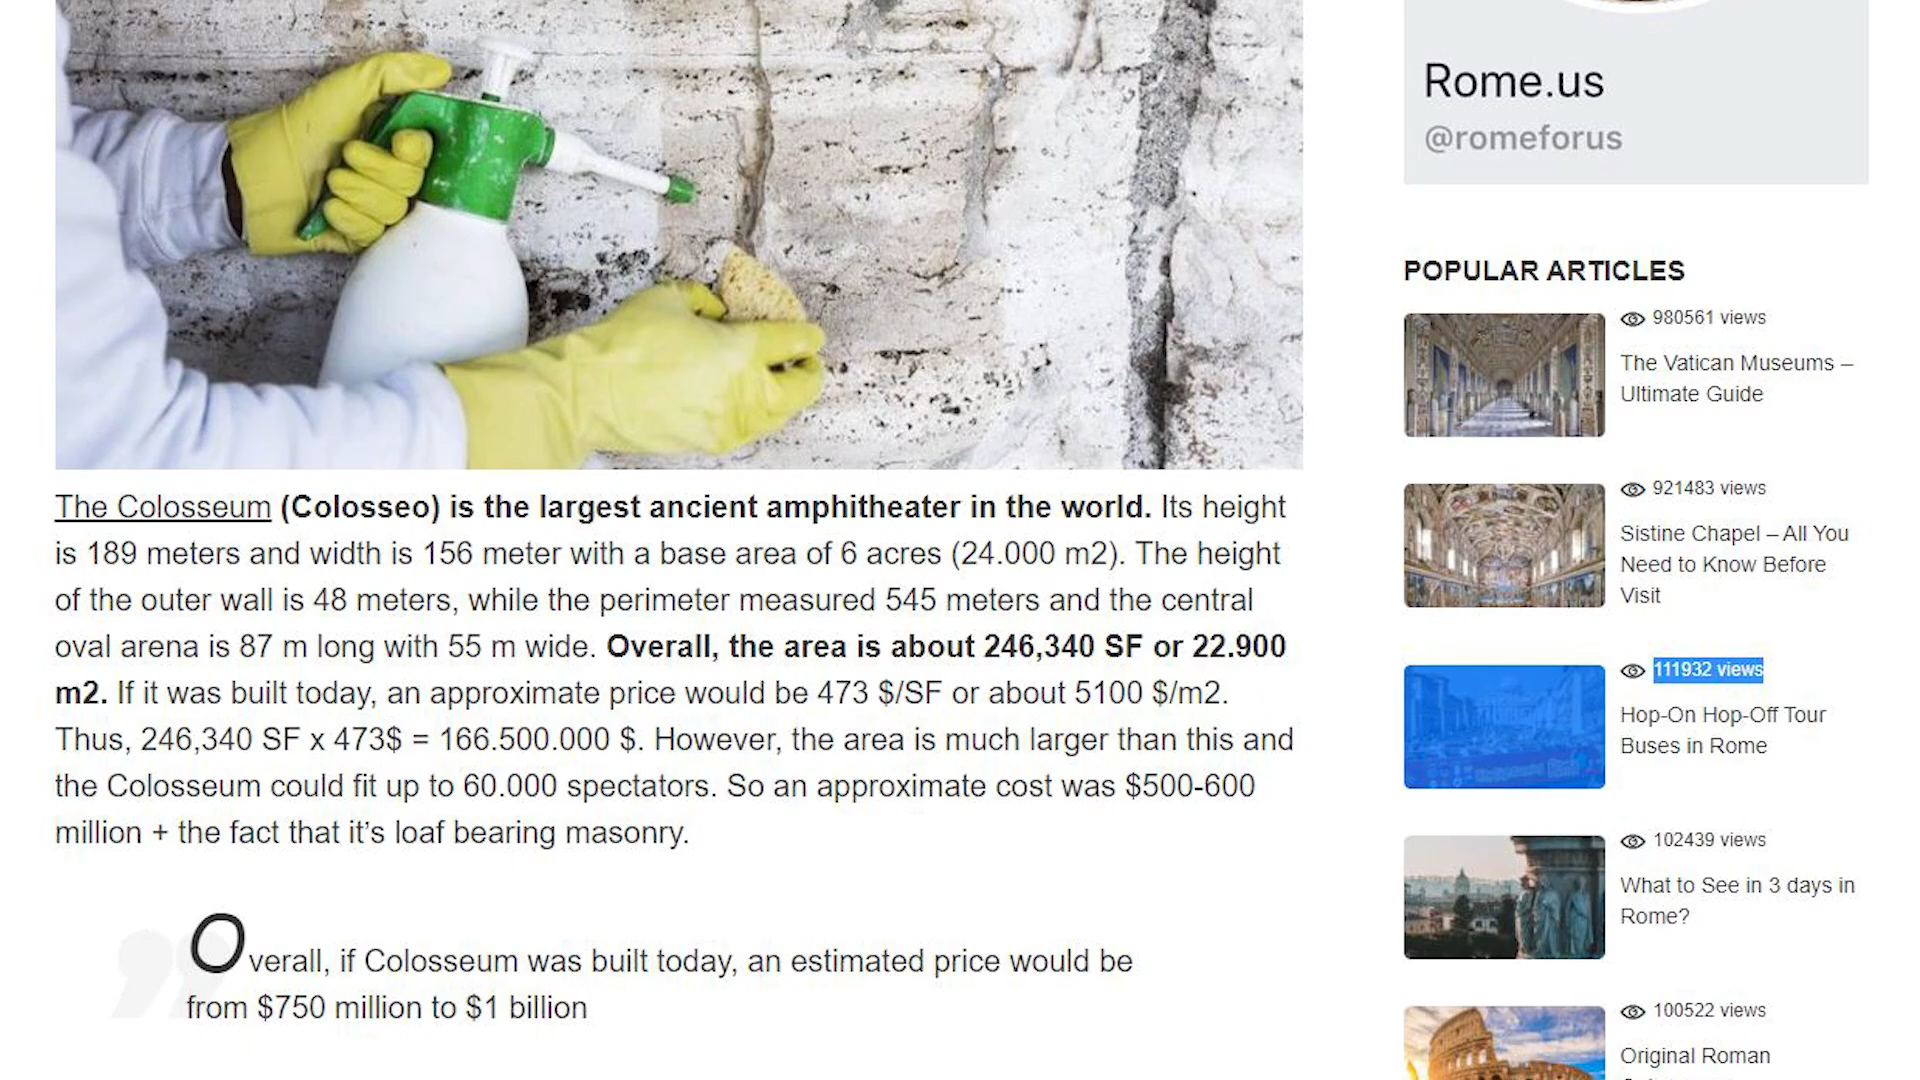 The Colosseum (Colosseo) is the largest ancient amphitheater in the world. Its height
is 189 meters and width is 156 meter with a base area of 6 acres (24.000 m2). The height
of the outer wall is 48 meters, while the perimeter measured 545 meters and the central
oval arena is 87 m long with 55 m wide. Overall, the area is about 246,340 SF or 22.900
m2. If it was built today, an approximate price would be 473 $/SF or about 5100 $/m2.
Thus, 246,340 SF x 473$ = 166.500.000 $. However, the area is much larger than this and
the Colosseum could fit up to 60.000 spectators. So an approximate cost was $500-600
million + the fact that it’s loaf bearing masonry.
Overall, if Colosseum was built today, an estimated price would be
from $750 million to $1 billion
Rome.us
@romeforus
POPULAR ARTICLES
980561 views
The Vatican Museums –
Ultimate Guide
921483 views
Sistine Chapel – All You
Need to Know Before
Visit
111932 views
Hop-On Hop-Off Tour
Buses in Rome
102439 views
What to See in 3 days in
Rome?
100522 views
Original Roman